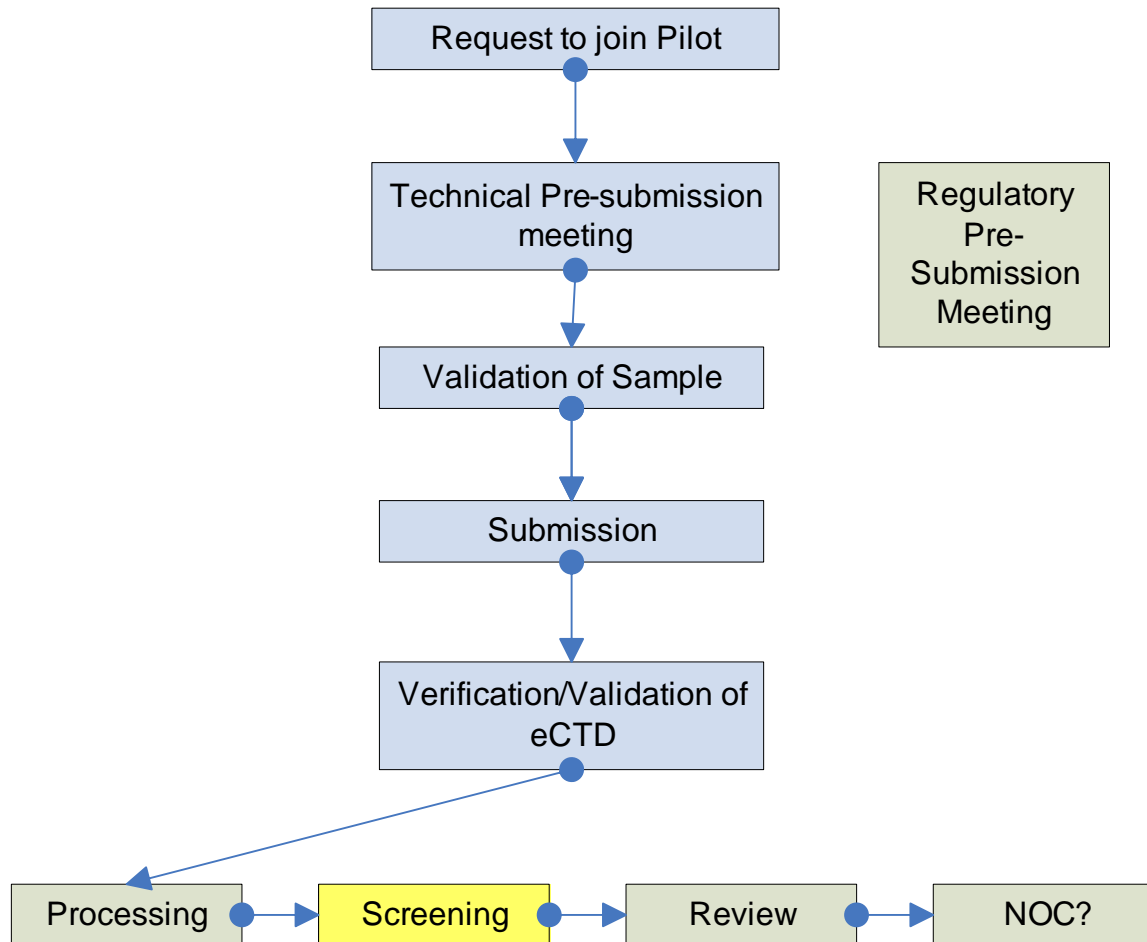 Request to join Pilot
Technical Pre-submission
meeting
Regulatory
Pre-
Submission
Meeting
Validation of Sample
Submission
Verification/Validation of
eCTD
Processing
Screening
Review
NOC?